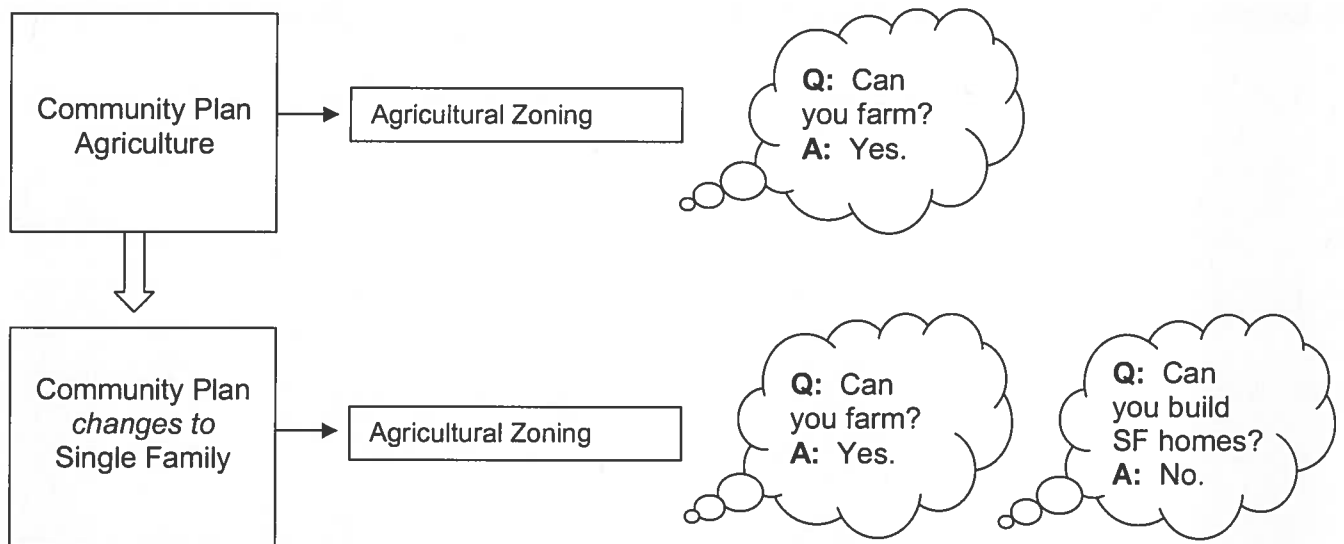 Community Plan
Agriculture
Agricultural Zoning
Q: Can
you farm?
A: Yes.
Community Plan
changes to
Single Family
Agricultural Zoning
Q: Can
you farm?
A: Yes.
Q: Can
you build
SF homes?
A: No.